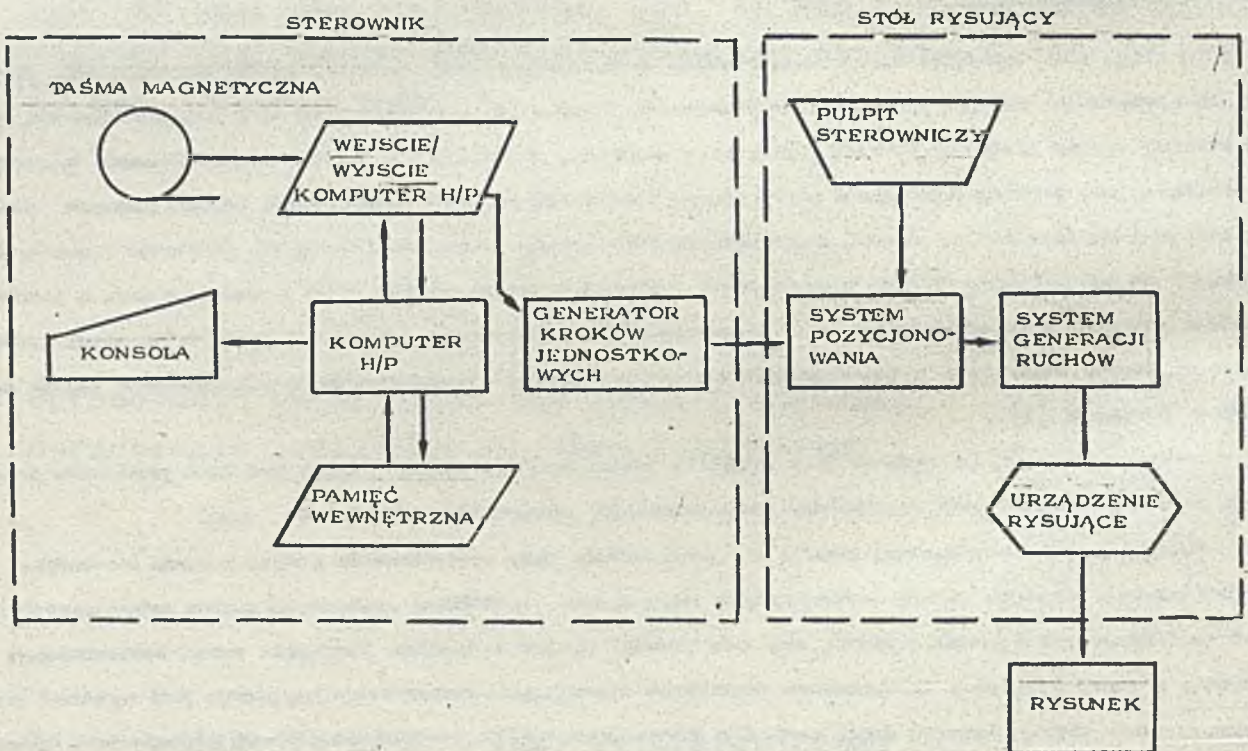 STEROWNIK
STÓŁ RYSUJĄCY
TAŚMA MAGNETYCZNA
WEJSCIE/
WYJSCIE
KOMPUTER H/P
PULPIT
STEROWNICZY
KONSOLA
KOMPUTER
H/P
GENERATOR
KROKÓW
JEDNOSTKO-
WYCH
SYSTEM
POZYCJONO-
WANIA
SYSTEM
GENERACJI
RUCHÓW
PAMIĘĆ
WEWNĘTRZNA
URZĄDZENIE
RYSUJĄCE
RYSUNEK